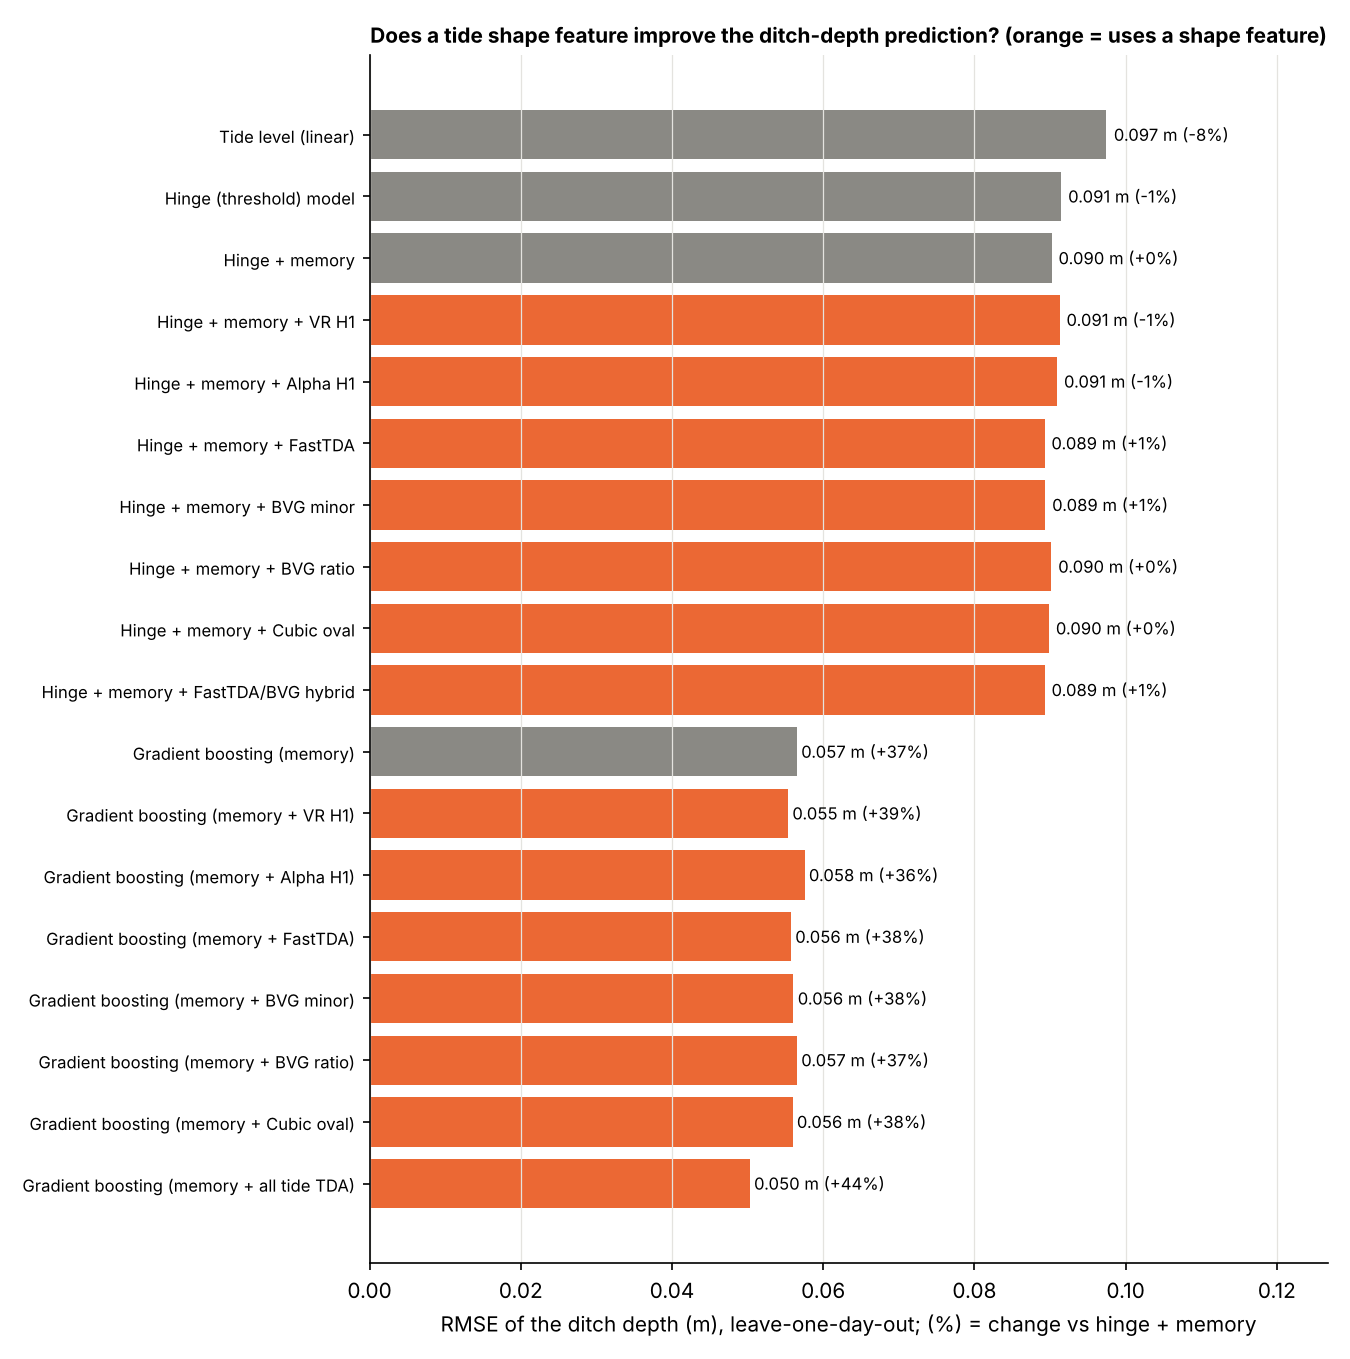 Does a tide shape feature improve the ditch-depth prediction? (orange = uses a shape feature)
Tide level (linear) 0.097 m (-8%)
Hinge (threshold) model 0.091 m (-1%)
Hinge + memory 0.090 m (+0%)
Hinge + memory + VR H1 0.091 m (-1%)
Hinge + memory + Alpha H1 0.091 m (-1%)
Hinge + memory + FastTDA 0.089 m (+1%)
Hinge + memory + BVG minor 0.089 m (+1%)
Hinge + memory + BVG ratio 0.090 m (+0%)
Hinge + memory + Cubic oval 0.090 m (+0%)
Hinge + memory + FastTDA/BVG hybrid 0.089 m (+1%)
Gradient boosting (memory) 0.057 m (+37%)
Gradient boosting (memory + VR H1) 0.055 m (+39%)
Gradient boosting (memory + Alpha H1) 0.058 m (+36%)
Gradient boosting (memory + FastTDA) 0.056 m (+38%)
Gradient boosting (memory + BVG minor) 0.056 m (+38%)
Gradient boosting (memory + BVG ratio) 0.057 m (+37%)
Gradient boosting (memory + Cubic oval) 0.056 m (+38%)
Gradient boosting (memory + all tide TDA) 0.050 m (+44%)
0.00 0.02 0.04 0.06 0.08 0.10 0.12
RMSE of the ditch depth (m), leave-one-day-out; (%) = change vs hinge + memory